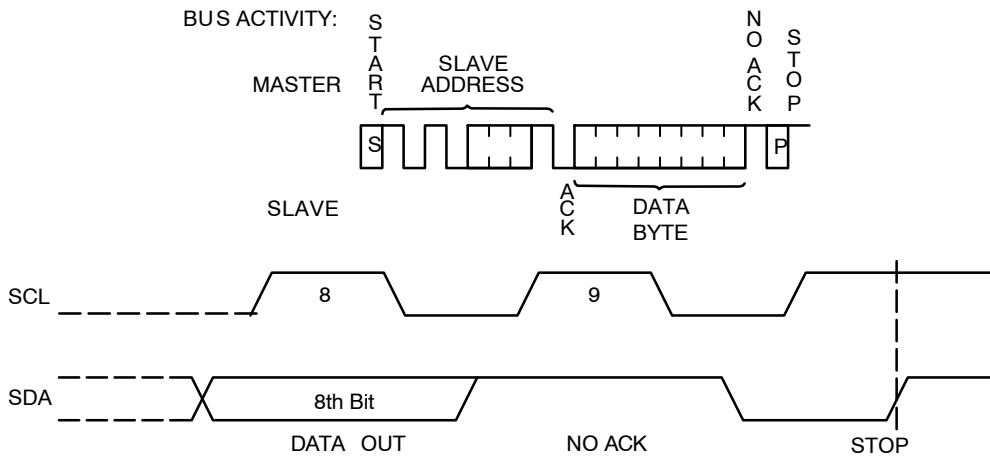 BUS ACTIVITY:
START
NO ACK
STOP
MASTER
SLAVE
ADDRESS
S
P
ACK
SLAVE
DATA
BYTE
SCL
8
9
SDA
8th Bit
DATA OUT
NO ACK
STOP